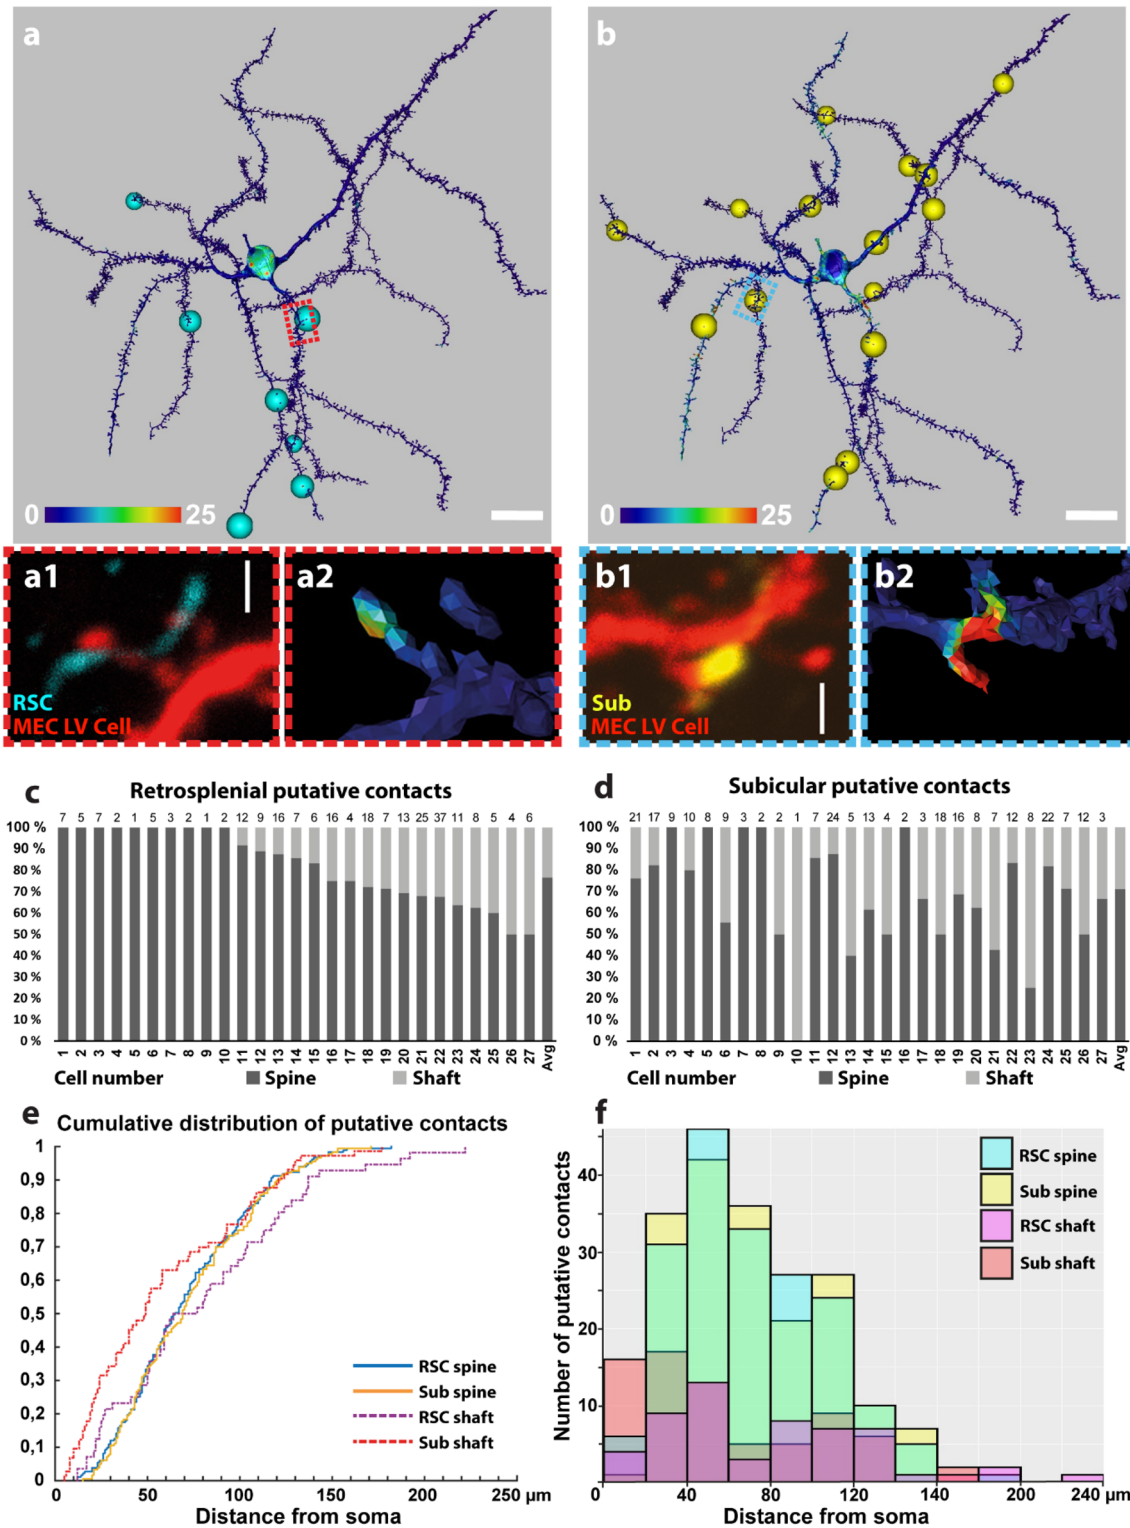 a
b
0 25
0 25
a1
a2
b1
b2
RSC
MEC LV Cell
Sub
MEC LV Cell
c
Retrosplenial putative contacts
7 5 7 2 1 5 3 2 1 2 12 9 16 7 6 16 4 18 7 13 25 37 11 8 5 4 6
100 %
90 %
80 %
70 %
60 %
50 %
40 %
30 %
20 %
10 %
0 %
1 2 3 4 5 6 7 8 9 10 11 12 13 14 15 16 17 18 19 20 21 22 23 24 25 26 27 Avg
Cell number
Spine
Shaft
d
Subicular putative contacts
21 17 9 10 8 9 3 2 2 1 7 24 5 13 4 2 3 18 16 8 7 12 8 22 7 12 3
100 %
90 %
80 %
70 %
60 %
50 %
40 %
30 %
20 %
10 %
0 %
1 2 3 4 5 6 7 8 9 10 11 12 13 14 15 16 17 18 19 20 21 22 23 24 25 26 27 Avg
Cell number
Spine
Shaft
e
Cumulative distribution of putative contacts
1
0,9
0,8
0,7
0,6
0,5
0,4
0,3
0,2
0,1
0
RSC spine
Sub spine
RSC shaft
Sub shaft
0 50 100 150 200 250 µm
Distance from soma
f
Number of putative contacts
40
30
20
10
RSC spine
Sub spine
RSC shaft
Sub shaft
0 40 80 120 140 200 240 µm
Distance from soma